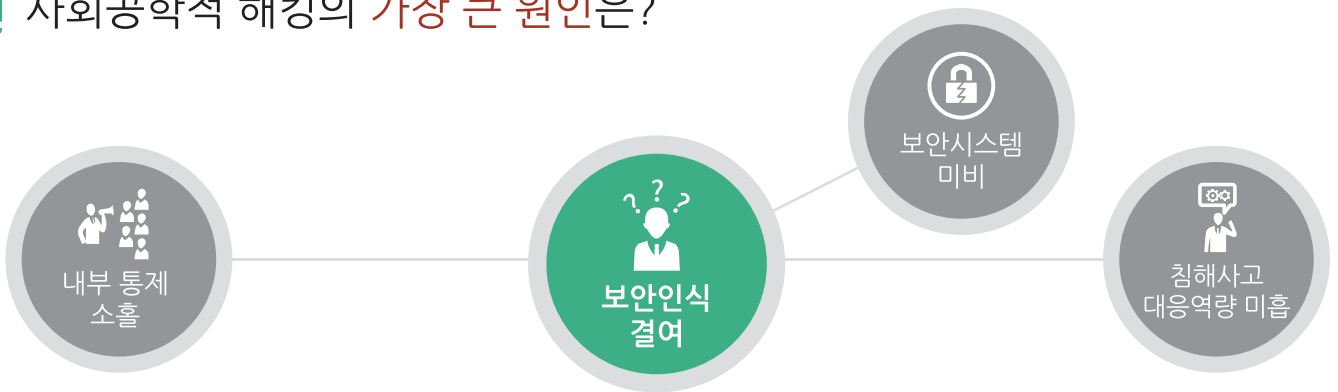 사회공학적 해킹의 가장 큰 원인은?
보안시스템
미비
내부 통제
소홀
? ? ?
보안인식
결여
침해사고
대응역량 미흡